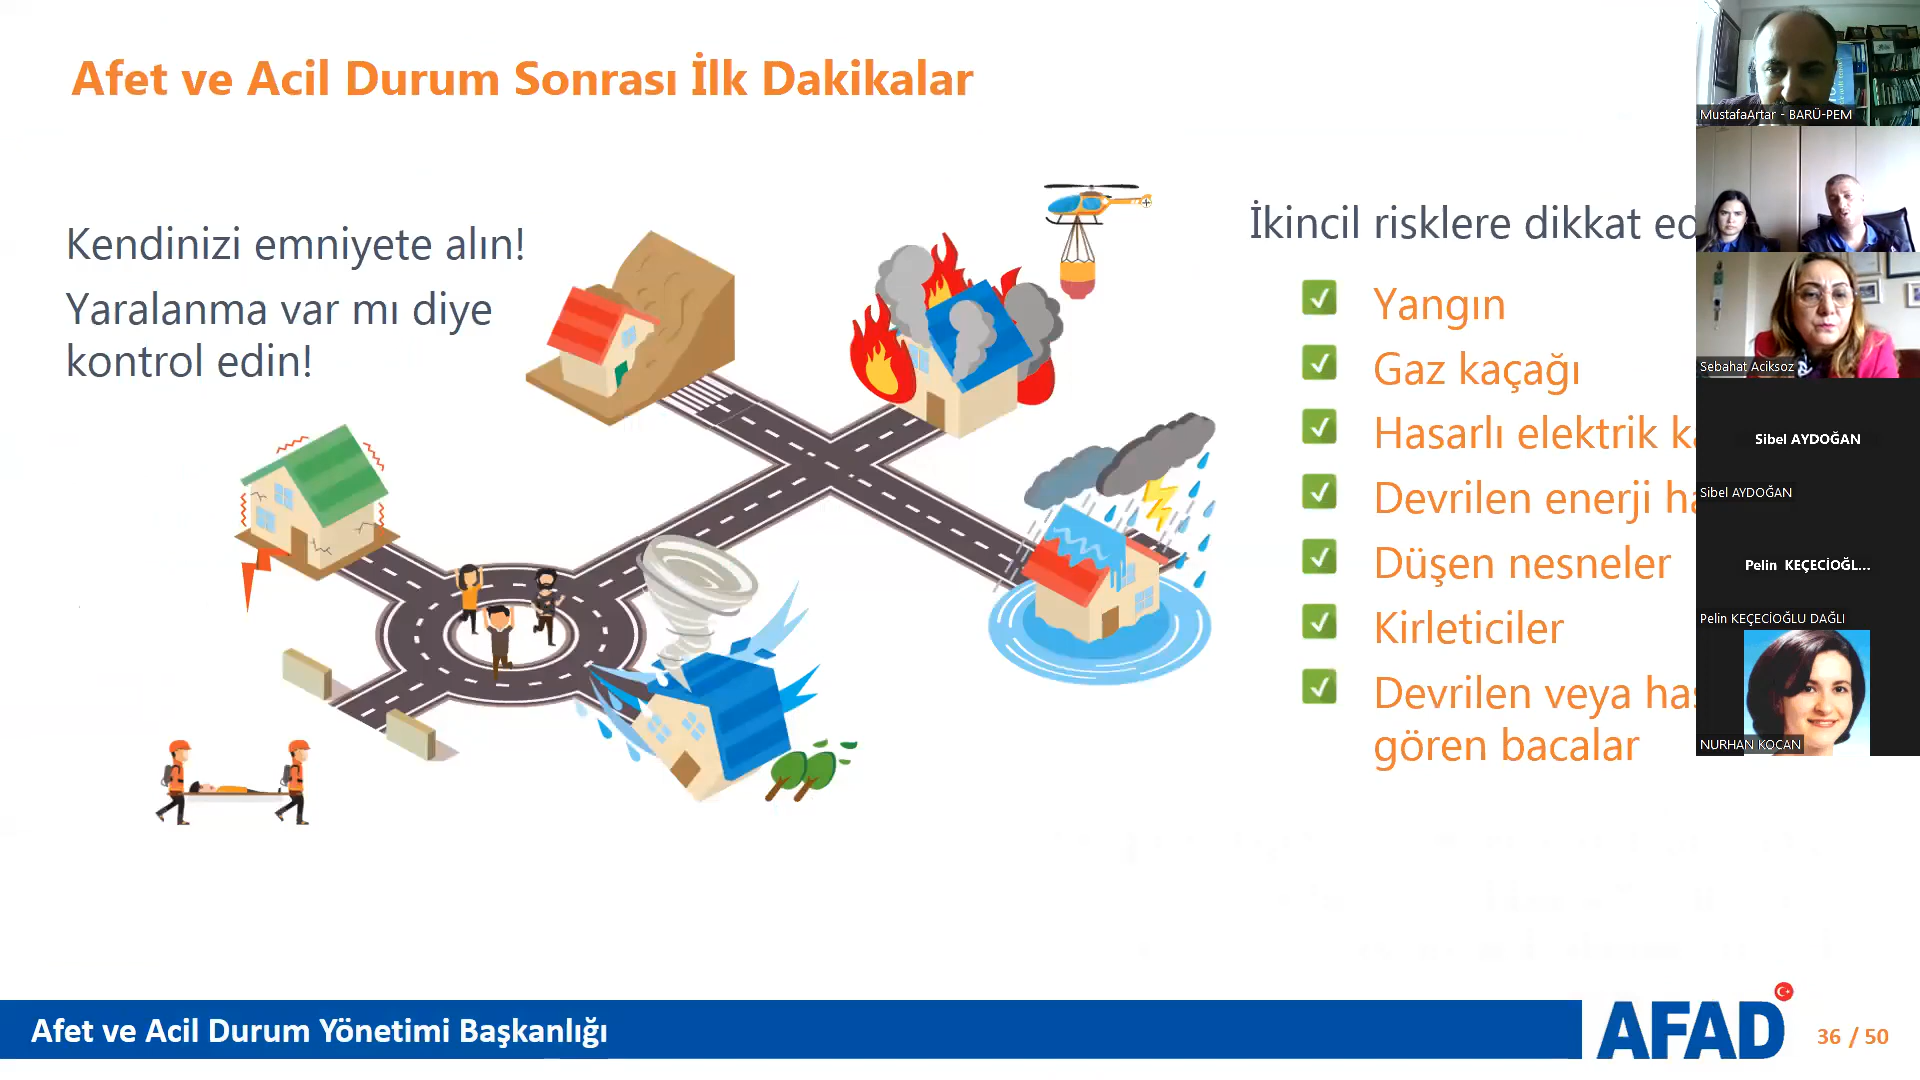 Afet ve Acil Durum Sonrası İlk Dakikalar
Kendinizi emniyete alın!
Yaralanma var mı diye
kontrol edin!
İkincil risklere dikkat ed
Yangın
Gaz kaçağı
Hasarlı elektrik ka
Devrilen enerji ha
Düşen nesneler
Kirleticiler
Devrilen veya has
gören bacalar
MustafaArtar - BARÜ-PEM
Sebahat Aciksoz
Sibel AYDOĞAN
Sibel AYDOĞAN
Pelin KEÇECİOĞL...
Pelin KEÇECİOĞLU DAĞLI
NURHAN KOCAN
Afet ve Acil Durum Yönetimi Başkanlığı
AFAD
36 / 50